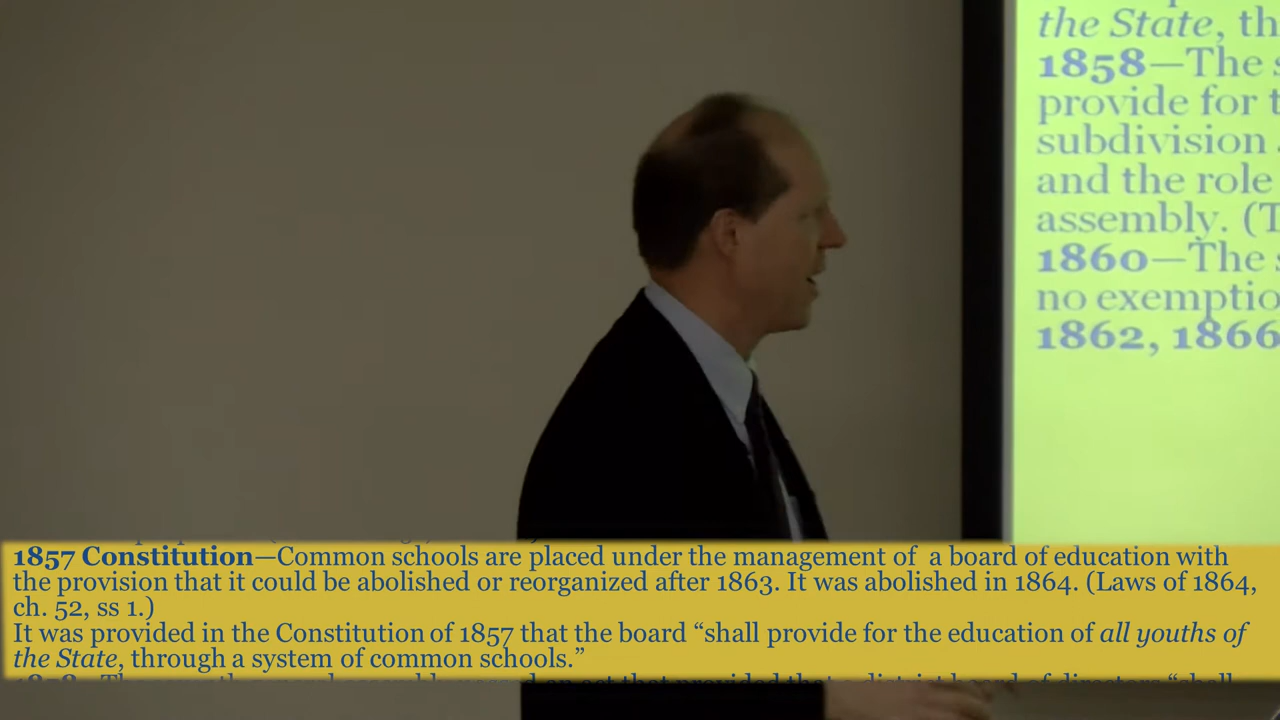 the State, th
1858—The s
provide for t
subdivision
and the role
assembly. (T
1860—The s
no exemptio
1862, 1866
1857 Constitution—Common schools are placed under the management of a board of education with
the provision that it could be abolished or reorganized after 1863. It was abolished in 1864. (Laws of 1864,
ch. 52, ss 1.)
It was provided in the Constitution of 1857 that the board “shall provide for the education of all youths of
the State, through a system of common schools.”